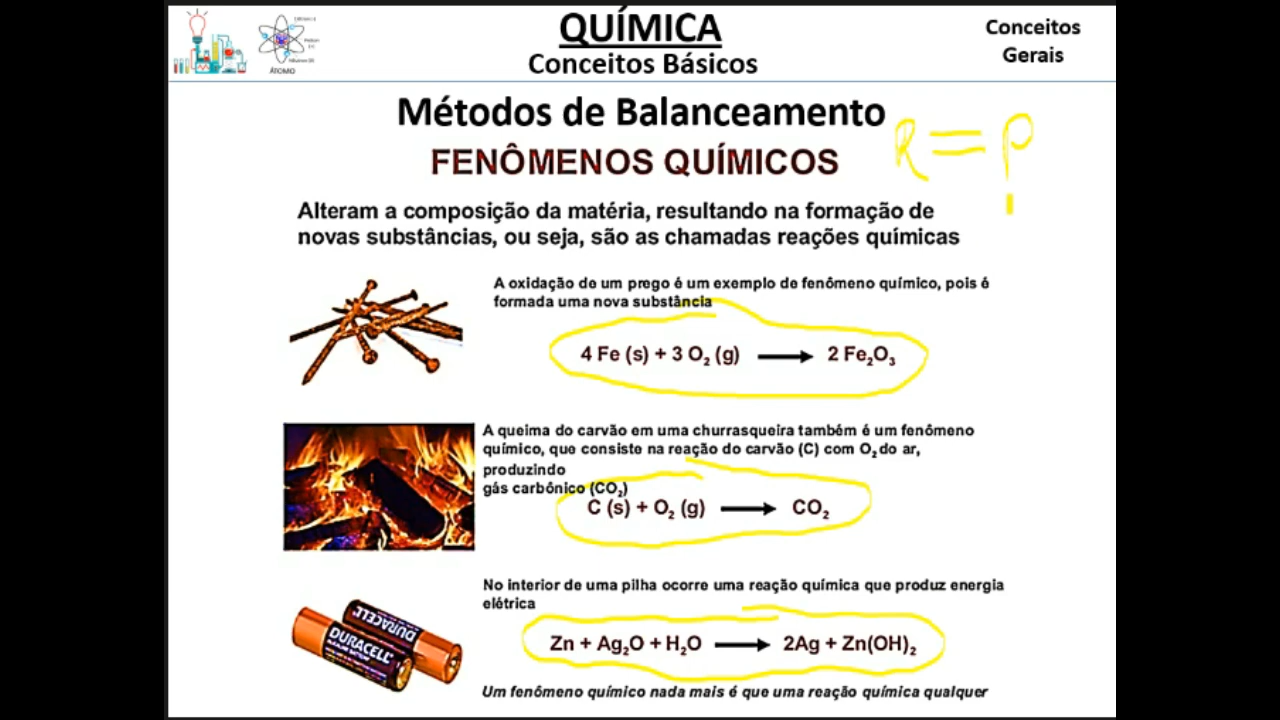 QUÍMICA
Conceitos Básicos
Conceitos
Gerais
ÁTOMO
Métodos de Balanceamento
R = P
FENÔMENOS QUÍMICOS
Alteram a composição da matéria, resultando na formação de
novas substâncias, ou seja, são as chamadas reações químicas
A oxidação de um prego é um exemplo de fenômeno químico, pois é
formada uma nova substância
4 Fe (s) + 3 O₂ (g) ⟶ 2 Fe₂O₃
A queima do carvão em uma churrasqueira também é um fenômeno
químico, que consiste na reação do carvão (C) com O₂ do ar,
produzindo
gás carbônico (CO₂)
C (s) + O₂ (g) ⟶ CO₂
No interior de uma pilha ocorre uma reação química que produz energia
elétrica
DURACELL
DURACELL
Zn + Ag₂O + H₂O ⟶ 2Ag + Zn(OH)₂
Um fenômeno químico nada mais é que uma reação química qualquer